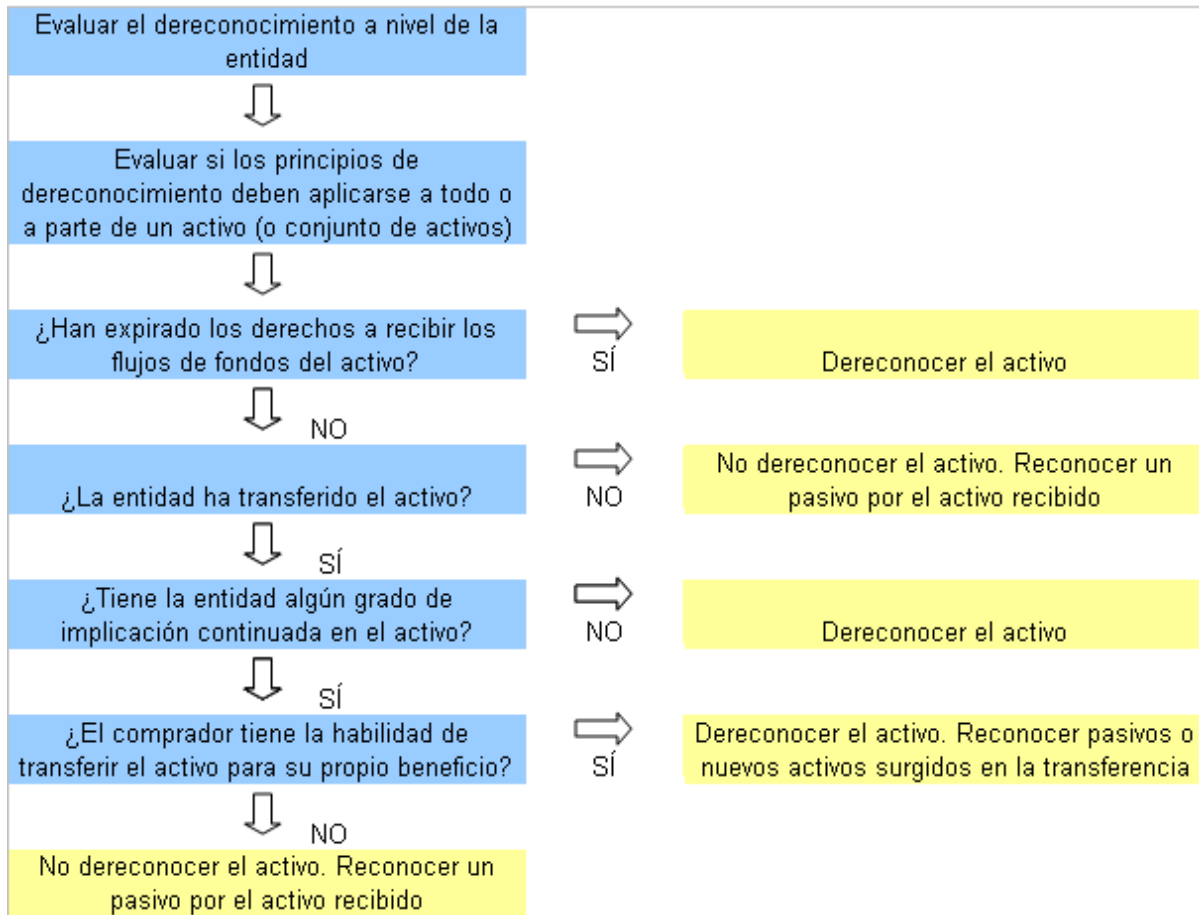 Evaluar el dereconocimiento a nivel de la
entidad
Evaluar si los principios de
dereconocimiento deben aplicarse a todo o
a parte de un activo (o conjunto de activos)
¿Han expirado los derechos a recibir los
flujos de fondos del activo?
SÍ
Dereconocer el activo
NO
¿La entidad ha transferido el activo?
NO
No dereconocer el activo. Reconocer un
pasivo por el activo recibido
SÍ
¿Tiene la entidad algún grado de
implicación continuada en el activo?
NO
Dereconocer el activo
SÍ
¿El comprador tiene la habilidad de
transferir el activo para su propio beneficio?
SÍ
Dereconocer el activo. Reconocer pasivos o
nuevos activos surgidos en la transferencia
NO
No dereconocer el activo. Reconocer un
pasivo por el activo recibido